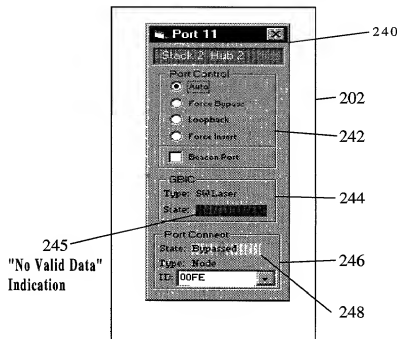 Port 11
240
Stack 2 Hub 2
Port Control
Auto
202
Force Bypass
Loopback
242
Force Insert
Beacon Port
GBIC
Type: SW Laser
244
State:
245
"No Valid Data"
Indication
Port Connect
State: Bypassed
246
Type: Node
ID: 00FE
248